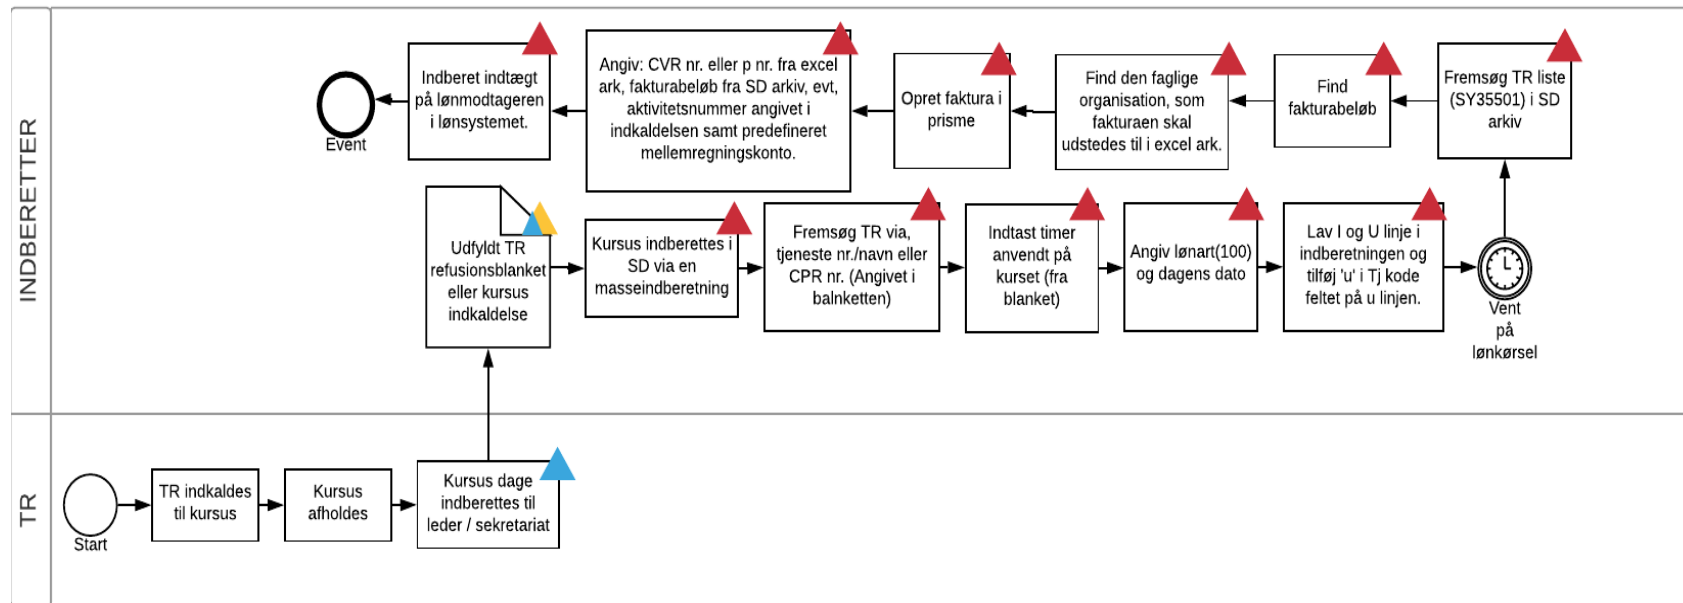 INDBERETTER
Event
Indberet indtægt
på lønmodtageren
i lønsystemet.
Angiv: CVR nr. eller p nr. fra excel
ark, fakturabeløb fra SD arkiv, evt,
aktivitetsnummer angivet i
indkaldelsen samt predefineret
mellemregningskonto.
Opret faktura i
prisme
Find den faglige
organisation, som
fakturaen skal
udstedes til i excel ark.
Find
fakturabeløb
Fremsøg TR liste
(SY35501) i SD
arkiv
Udfyldt TR
refusionsblanket
eller kursus
indkaldelse
Kursus indberettes i
SD via en
masseindberetning
Fremsøg TR via,
tjeneste nr./navn eller
CPR nr. (Angivet i
balnketten)
Indtast timer
anvendt på
kurset (fra
blanket)
Angiv lønart(100)
og dagens dato
Lav I og U linje i
indberetningen og
tilføj 'u' i Tj kode
feltet på u linjen.
Vent
på
lønkørsel
TR
Start
TR indkaldes
til kursus
Kursus
afholdes
Kursus dage
indberettes til
leder / sekretariat